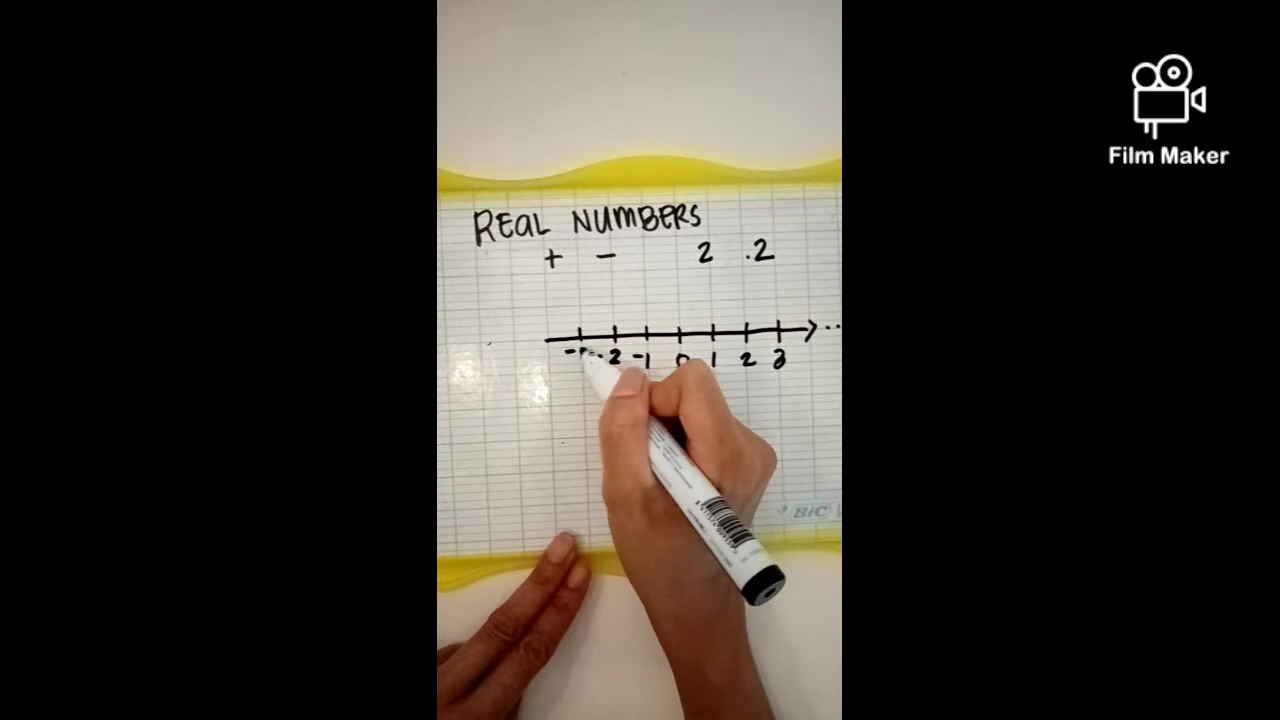 REAL NUMBERS
+ - 2 .2
-2 -1 0 1 2 3
BIC
Film Maker